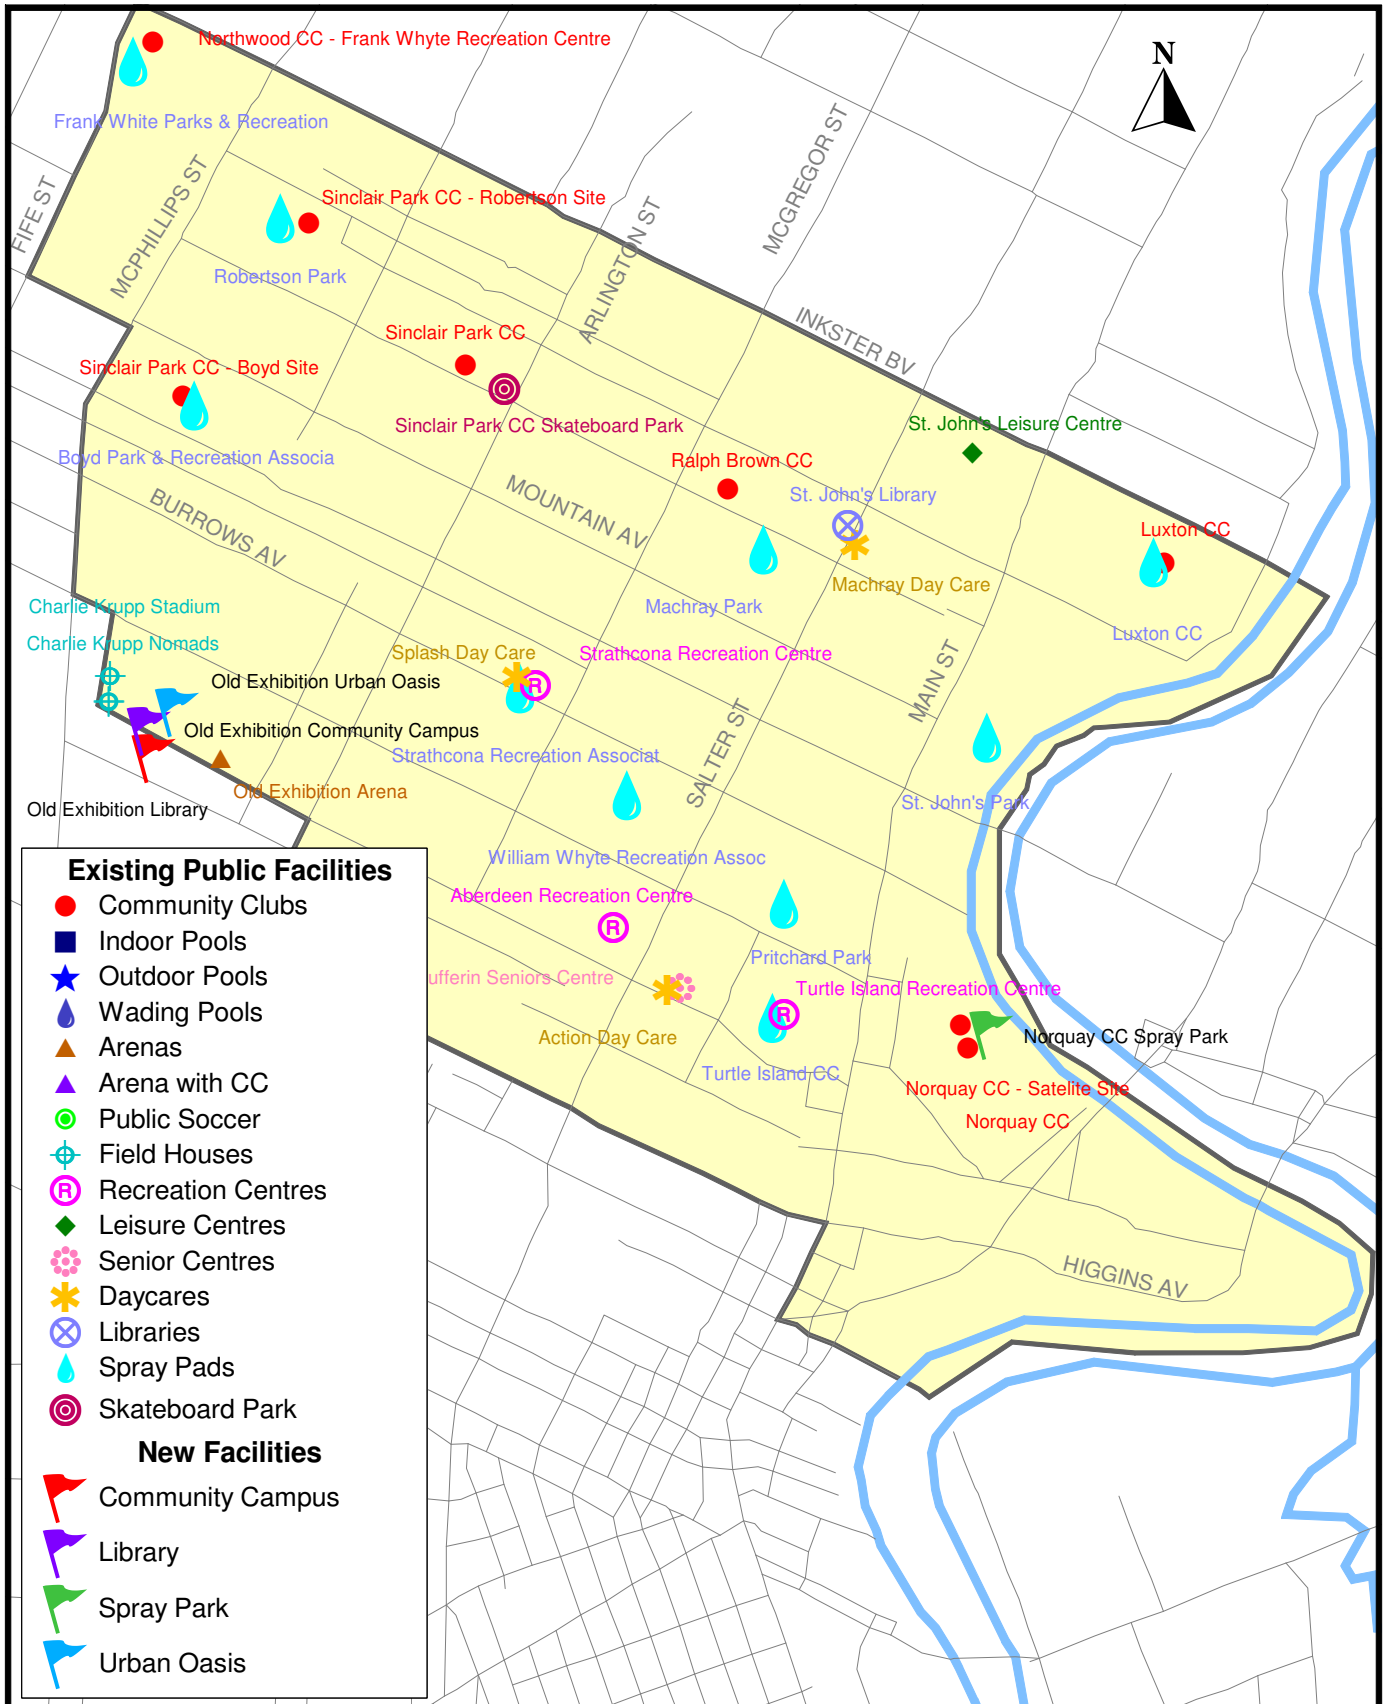 Northwood CC - Frank Whyte Recreation Centre
N
Frank White Parks & Recreation
MCGREGOR ST
MCPHILLIPS ST
FIFE ST
Sinclair Park CC - Robertson Site
ARLINGTON ST
Robertson Park
INKSTER BV
Sinclair Park CC
Sinclair Park CC - Boyd Site
Sinclair Park CC Skateboard Park
St. John's Leisure Centre
Boyd Park & Recreation Associa
Ralph Brown CC
St. John's Library
MOUNTAIN AV
BURROWS AV
Luxton CC
Machray Day Care
Charlie Krupp Stadium
Machray Park
Luxton CC
Charlie Krupp Nomads
Splash Day Care
Strathcona Recreation Centre
MAIN ST
Old Exhibition Urban Oasis
Old Exhibition Community Campus
Strathcona Recreation Associat
SALTER ST
Old Exhibition Arena
St. John's Park
Old Exhibition Library
William Whyte Recreation Assoc
Aberdeen Recreation Centre
Pritchard Park
ufferin Seniors Centre
Turtle Island Recreation Centre
R
R
R
Action Day Care
Norquay CC Spray Park
Turtle Island CC
Norquay CC - Satelite Site
Norquay CC
HIGGINS AV
Existing Public Facilities
Community Clubs
Indoor Pools
Outdoor Pools
Wading Pools
Arenas
Arena with CC
Public Soccer
Field Houses
R Recreation Centres
Leisure Centres
Senior Centres
Daycares
Libraries
Spray Pads
Skateboard Park
New Facilities
Community Campus
Library
Spray Park
Urban Oasis